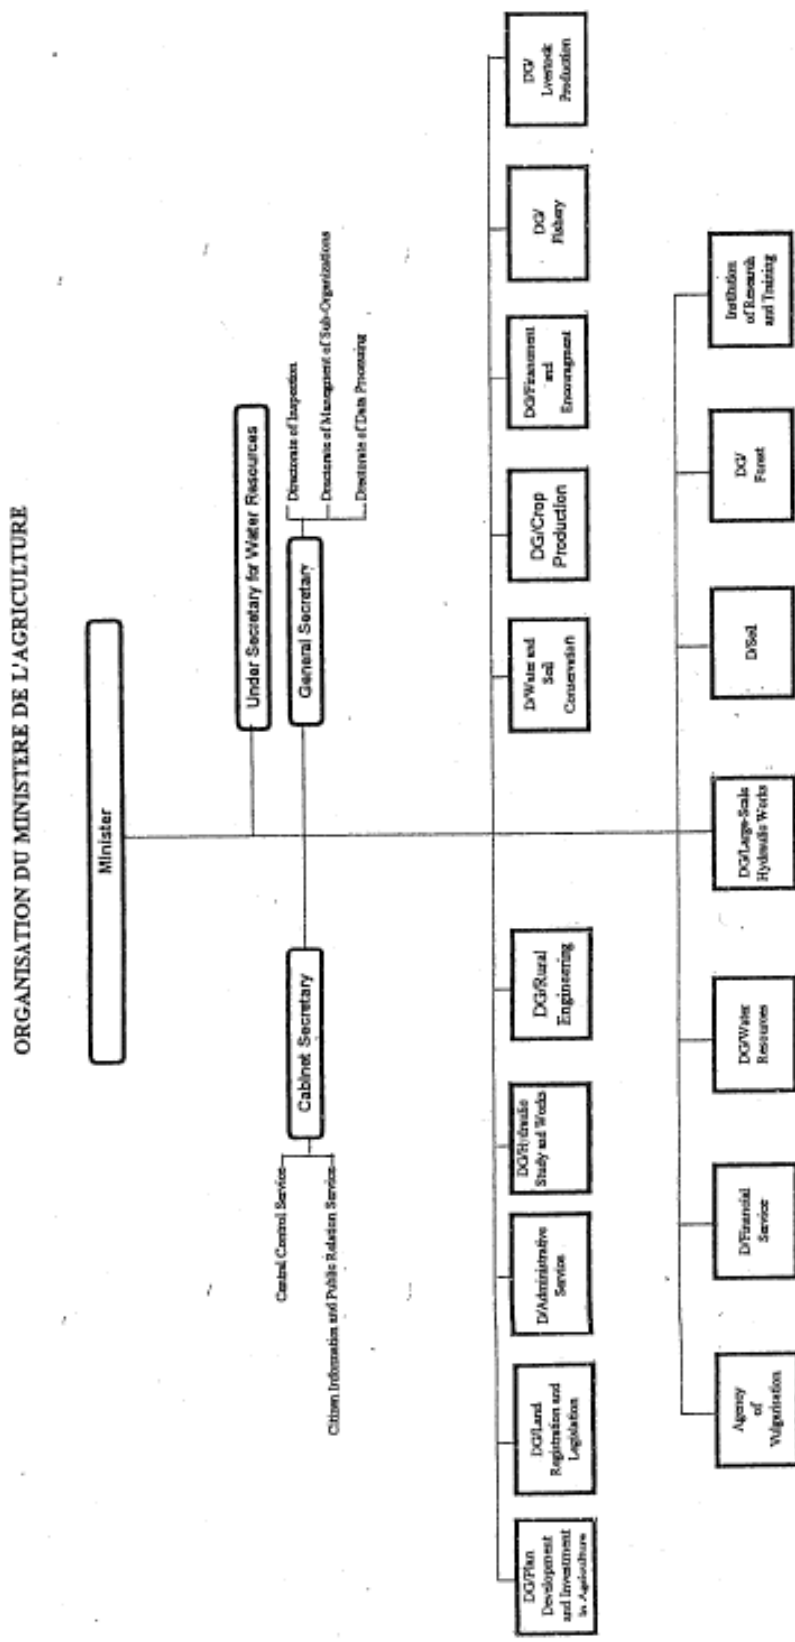 ORGANISATION DU MINISTERE DE L'AGRICULTURE
Minister
Under Secretary for Water Resources
Cabinet Secretary
General Secretary
Central Control Service
Citizen Information and Public Relation Service
Directorate of Inspection
Directorate of Managment of Sub-Organizations
Directorate of Data Processing
DG/Plan
Development
and Investment
in Agriculture
DG/Land
Registration and
Legislation
D/Administrative
Service
DG/Hydraulic
Study and Works
DG/Rural
Engineering
D/Water and
Soil
Conservation
DG/Crop
Production
DG/Financment
and
Encouragment
DG/
Fishery
DG/
Livestock
Production
Agency
of
Vulgarisation
D/Financial
Service
DG/Water
Resources
DG/Large-Scale
Hydraulic Works
D/Soil
DG/
Forest
Institution
of Research
and Training